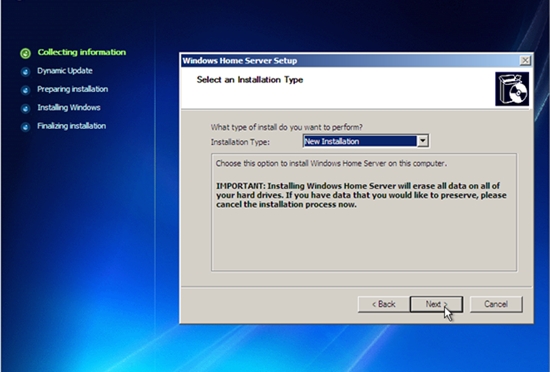 Collecting information
Dynamic Update
Preparing installation
Installing Windows
Finalizing installation
Windows Home Server Setup
Select an Installation Type
What type of install do you want to perform?
Installation Type: New Installation
Choose this option to install Windows Home Server on this computer.
IMPORTANT: Installing Windows Home Server will erase all data on all of
your hard drives. If you have data that you would like to preserve, please
cancel the installation process now.
< Back Next > Cancel